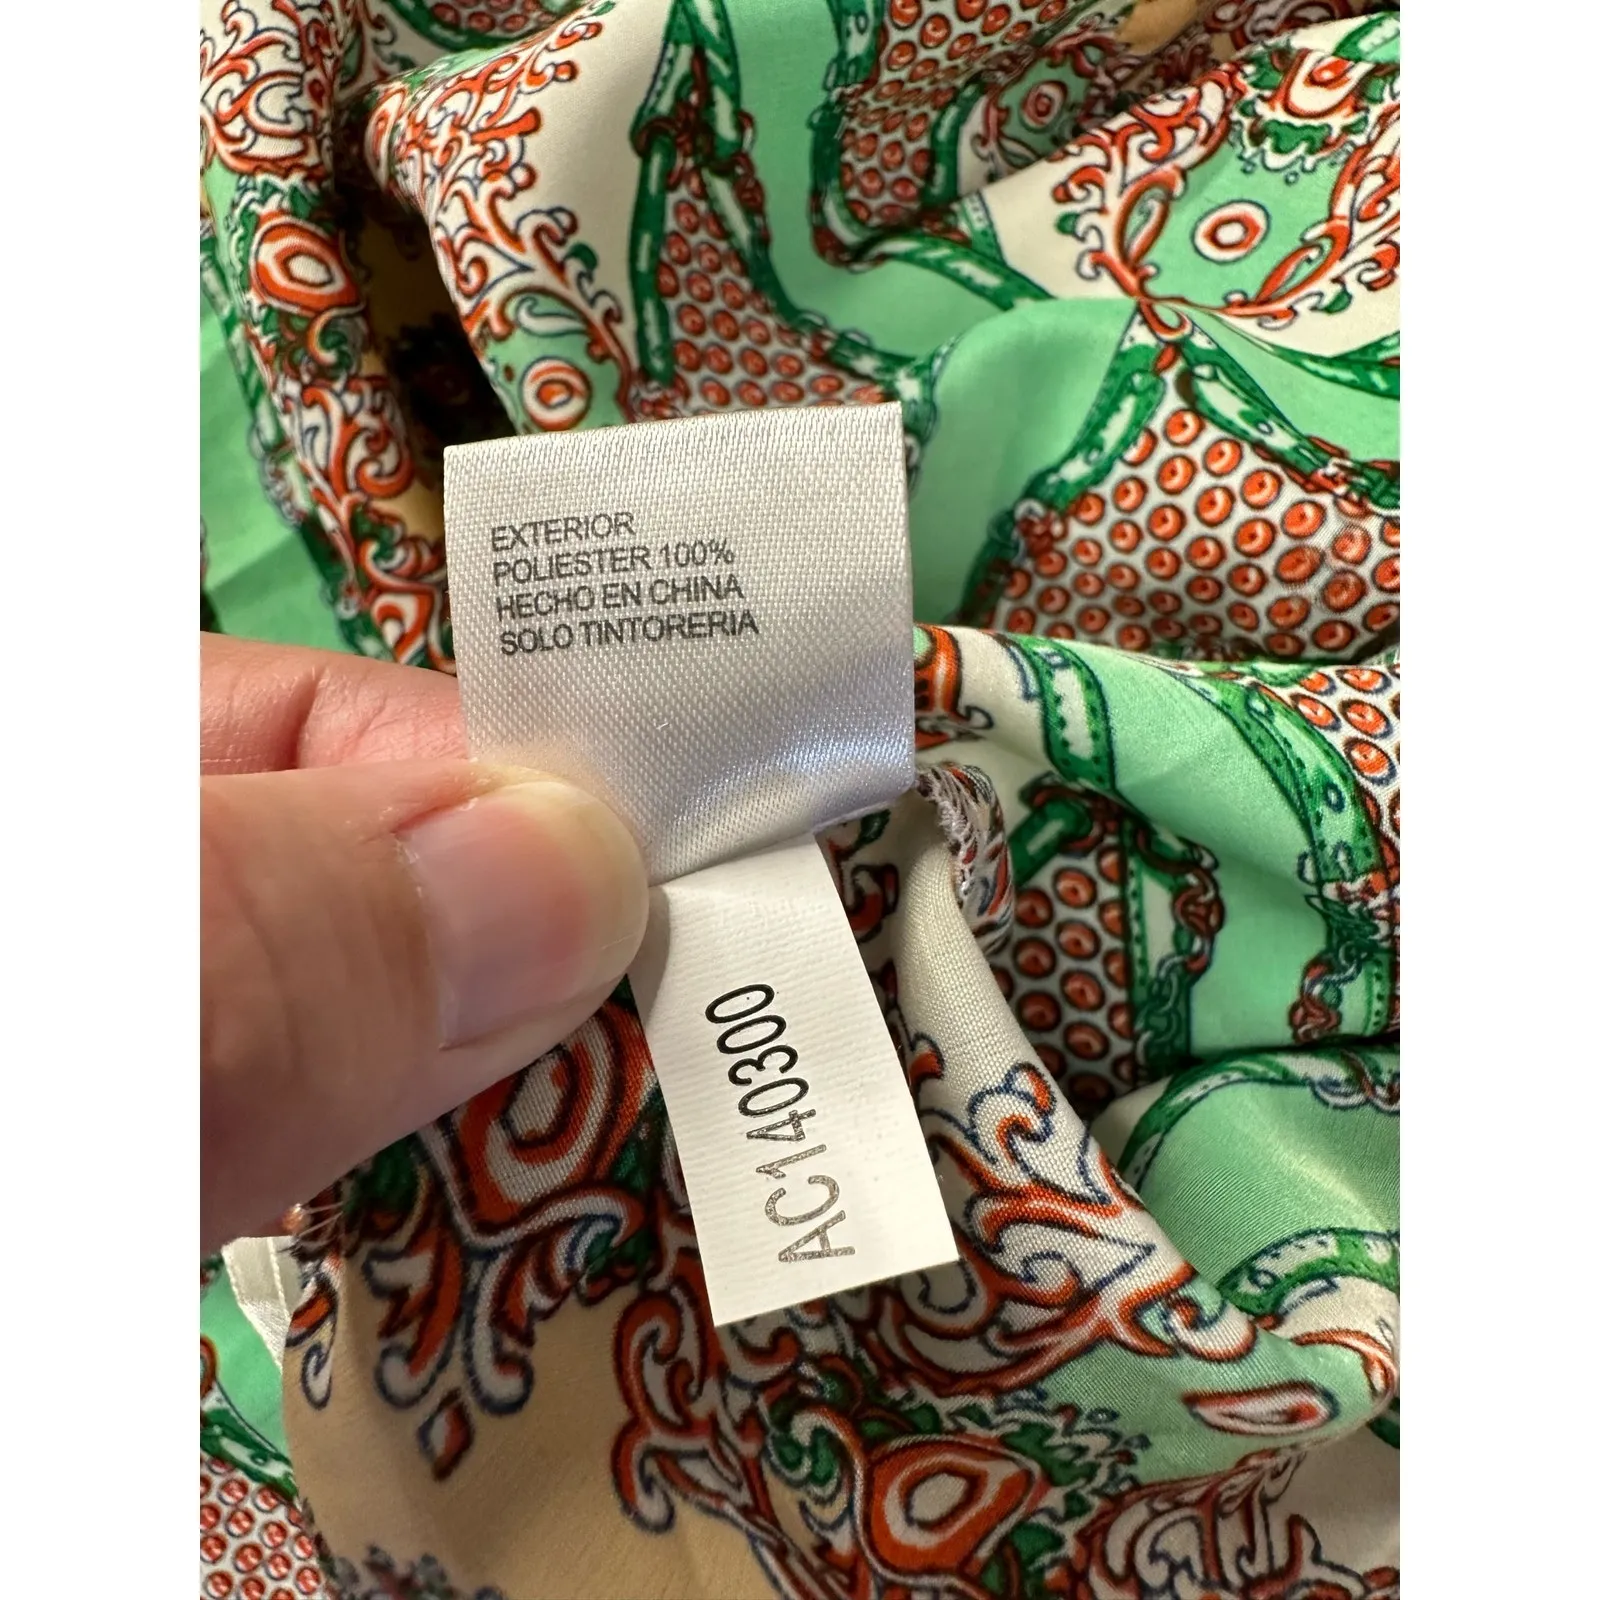 EXTERIOR
POLIESTER 100%
HECHO EN CHINA
SOLO TINTORERIA
AC140300